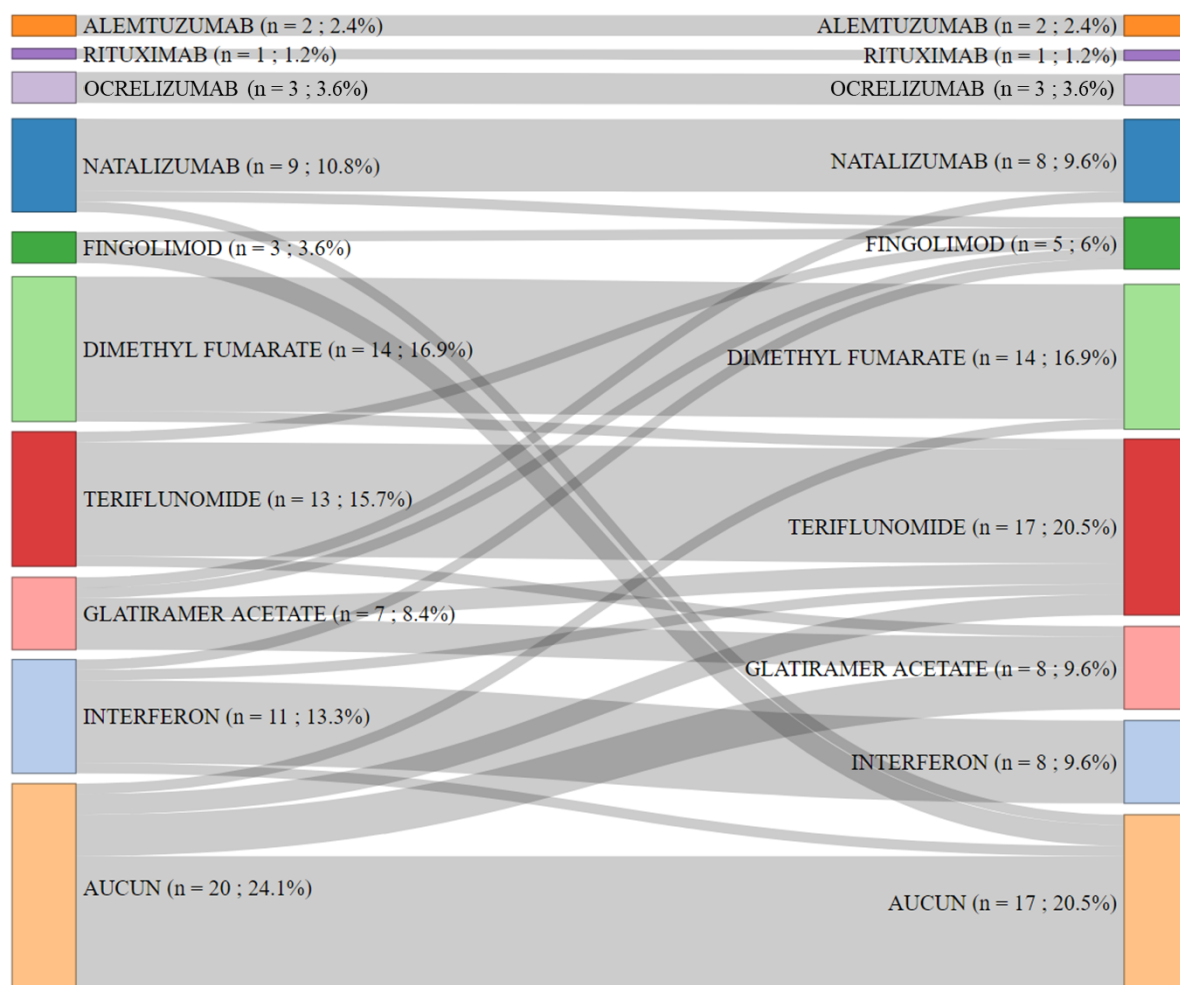 ALEMTUZUMAB (n = 2 ; 2.4%)
ALEMTUZUMAB (n = 2 ; 2.4%)
RITUXIMAB (n = 1 ; 1.2%)
RITUXIMAB (n = 1 ; 1.2%)
OCRELIZUMAB (n = 3 ; 3.6%)
OCRELIZUMAB (n = 3 ; 3.6%)
NATALIZUMAB (n = 9 ; 10.8%)
NATALIZUMAB (n = 8 ; 9.6%)
FINGOLIMOD (n = 3 ; 3.6%)
FINGOLIMOD (n = 5 ; 6%)
DIMETHYL FUMARATE (n = 14 ; 16.9%)
DIMETHYL FUMARATE (n = 14 ; 16.9%)
TERIFLUNOMIDE (n = 13 ; 15.7%)
TERIFLUNOMIDE (n = 17 ; 20.5%)
GLATIRAMER ACETATE (n = 7 ; 8.4%)
GLATIRAMER ACETATE (n = 8 ; 9.6%)
INTERFERON (n = 11 ; 13.3%)
INTERFERON (n = 8 ; 9.6%)
AUCUN (n = 20 ; 24.1%)
AUCUN (n = 17 ; 20.5%)